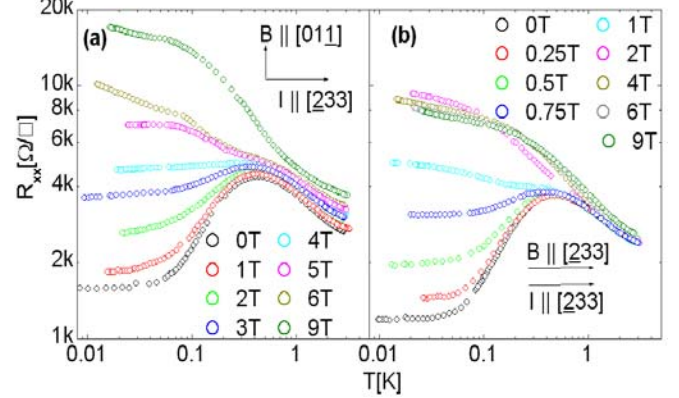 20k
10k
8k
6k
4k
2k
1k
R_xx[Ω/□]
(a)
B || [011]
I || [233]
0T
1T
2T
3T
4T
5T
6T
9T
0.01
0.1
1
(b)
0T
0.25T
0.5T
0.75T
1T
2T
4T
6T
9T
B || [233]
I || [233]
0.01
0.1
1
T[K]